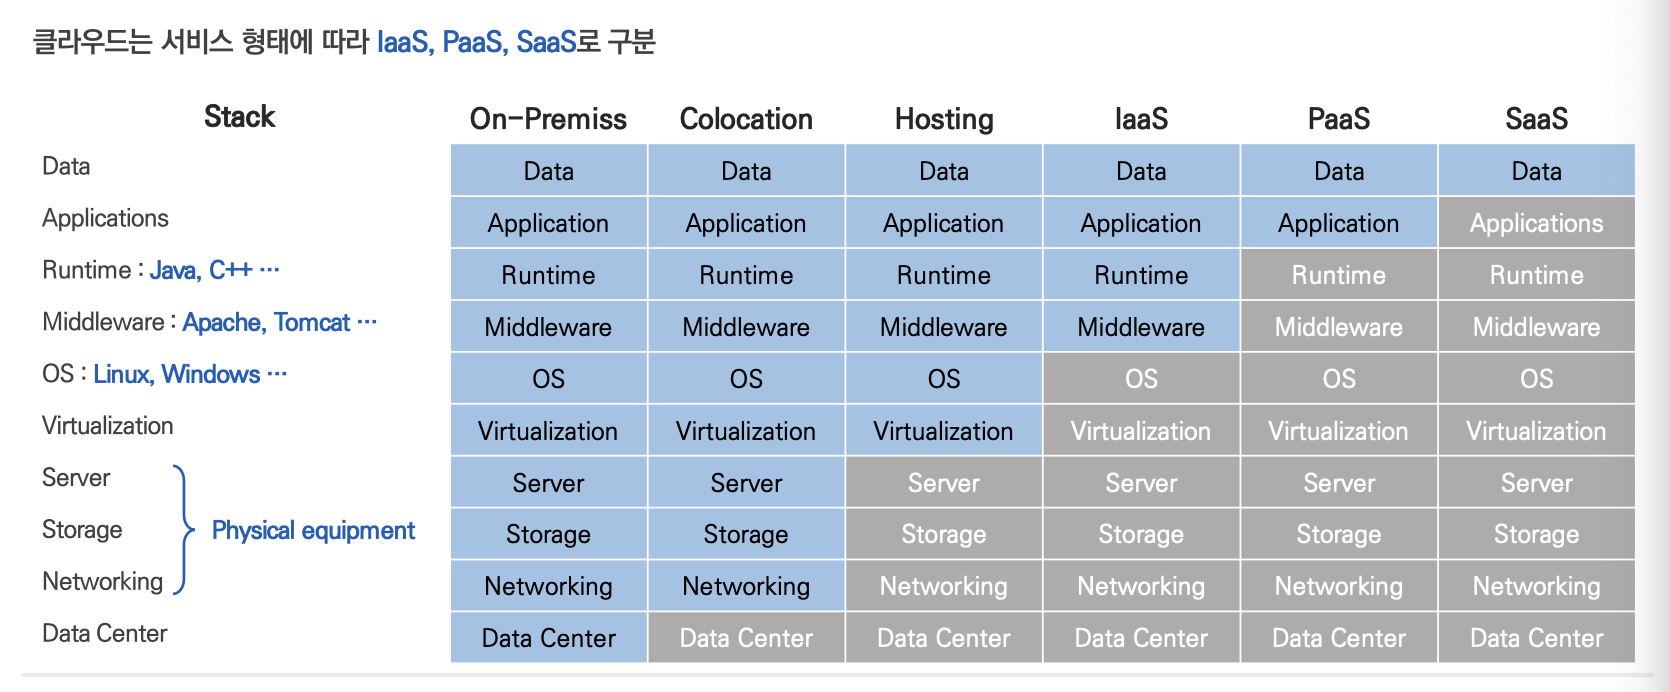 클라우드는 서비스 형태에 따라 IaaS, PaaS, SaaS로 구분
Stack On-Premiss Colocation Hosting IaaS PaaS SaaS
Data Data Data Data Data Data Data
Applications Application Application Application Application Application Applications
Runtime : Java, C++ ⋯ Runtime Runtime Runtime Runtime Runtime Runtime
Middleware : Apache, Tomcat ⋯ Middleware Middleware Middleware Middleware Middleware Middleware
OS : Linux, Windows ⋯ OS OS OS OS OS OS
Virtualization Virtualization Virtualization Virtualization Virtualization Virtualization Virtualization
Server Server Server Server Server Server Server
Storage Physical equipment Storage Storage Storage Storage Storage Storage
Networking Networking Networking Networking Networking Networking Networking
Data Center Data Center Data Center Data Center Data Center Data Center Data Center